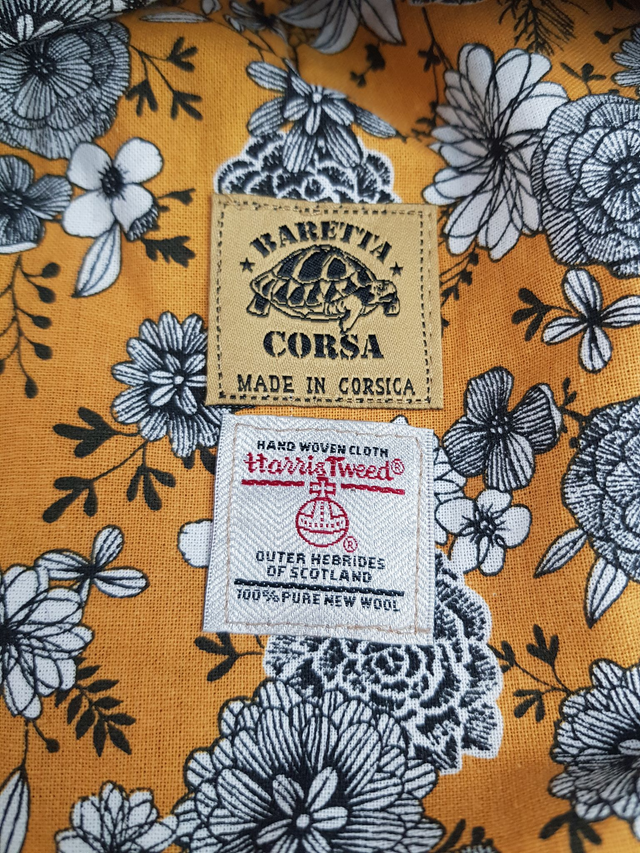 BARETTA
CORSA
MADE IN CORSICA
HAND WOVEN CLOTH
Harris Tweed®
®
OUTER HEBRIDES
OF SCOTLAND
100% PURE NEW WOOL